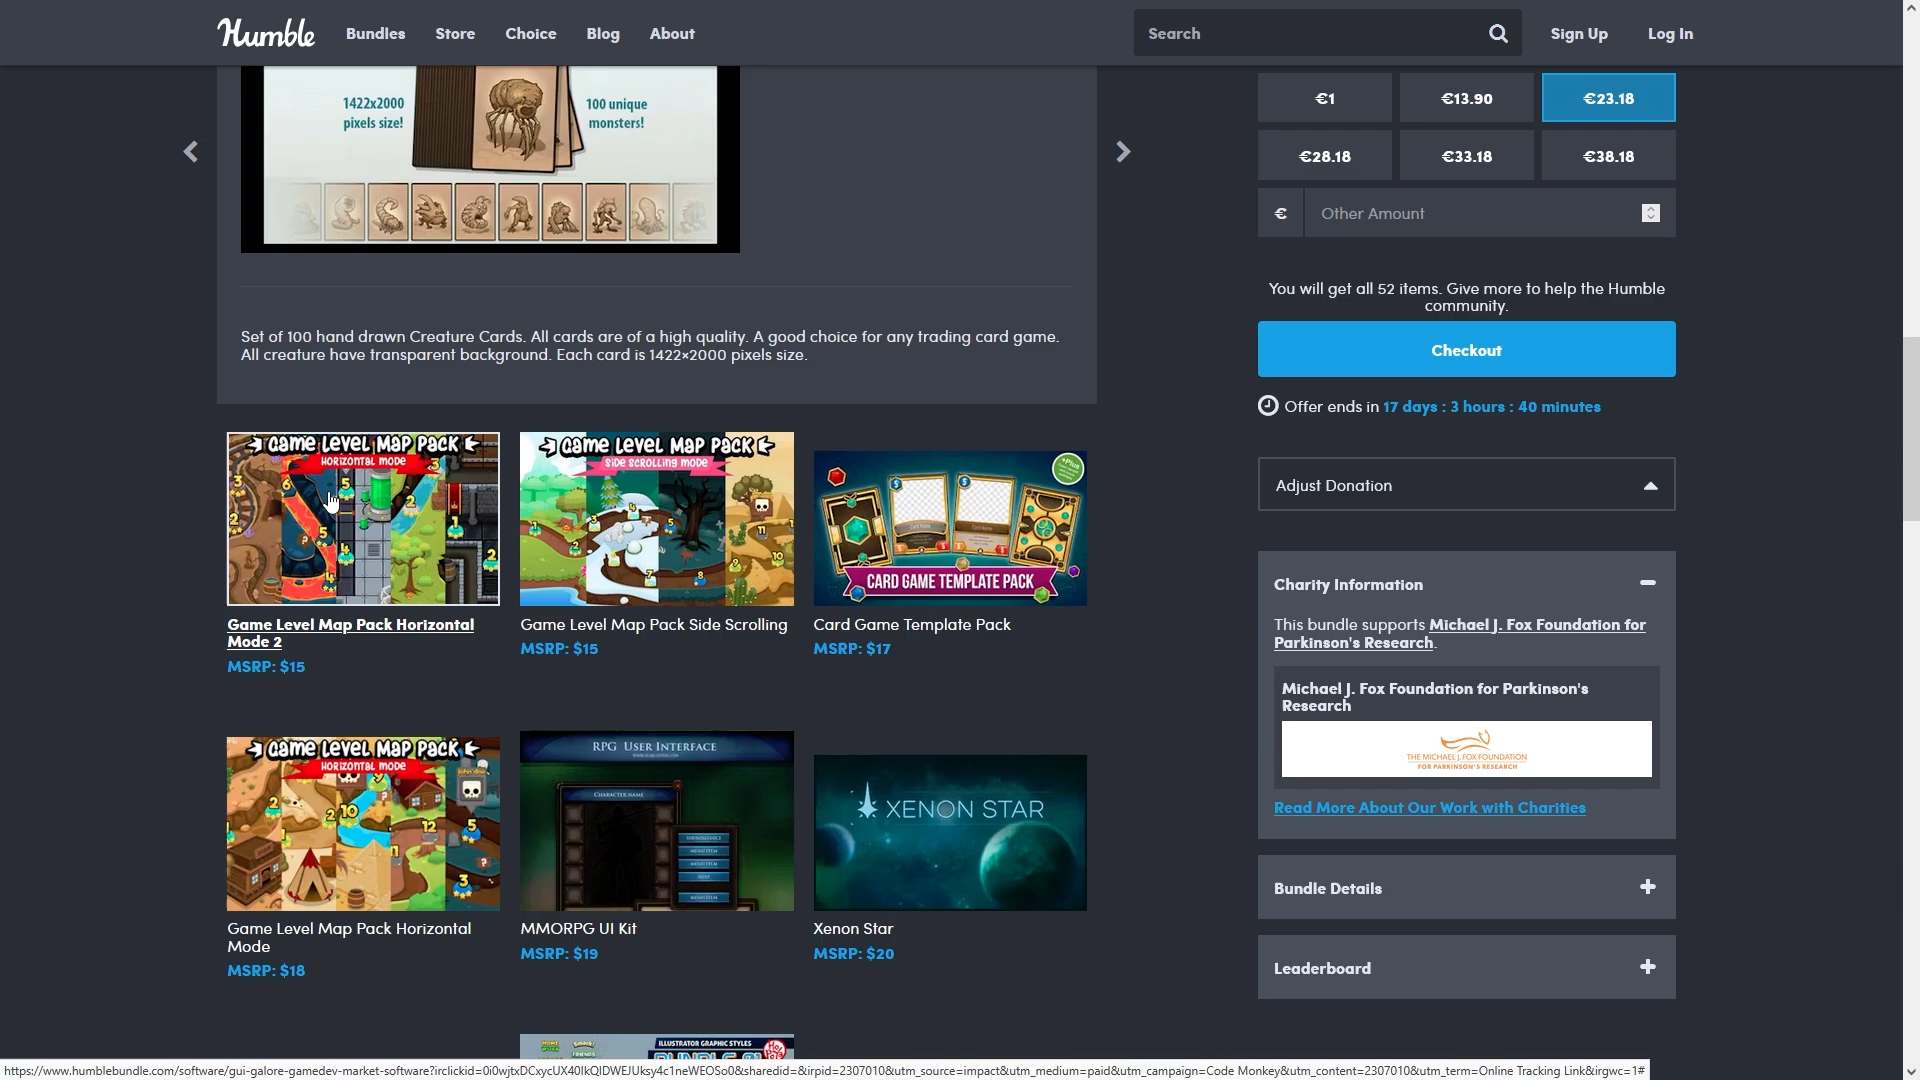 Humble
Bundles
Store
Choice
Blog
About
Search
Sign Up
Log In
1422x2000
pixels size!
100 unique
monsters!
Set of 100 hand drawn Creature Cards. All cards are of a high quality. A good choice for any trading card game.
All creature have transparent background. Each card is 1422×2000 pixels size.
€1
€13.90
€23.18
€28.18
€33.18
€38.18
€
Other Amount
You will get all 52 items. Give more to help the Humble
community.
Checkout
Offer ends in 17 days : 3 hours : 40 minutes
Adjust Donation
Charity Information
This bundle supports Michael J. Fox Foundation for
Parkinson's Research.
Michael J. Fox Foundation for Parkinson's
Research
THE MICHAEL J. FOX FOUNDATION
FOR PARKINSON'S RESEARCH
Read More About Our Work with Charities
Bundle Details
Leaderboard
Game Level Map Pack
Horizontal Mode
Game Level Map Pack Horizontal
Mode 2
MSRP: $15
Game Level Map Pack
Side Scrolling Mode
Game Level Map Pack Side Scrolling
MSRP: $15
+Plus
CARD GAME TEMPLATE PACK
Card Game Template Pack
MSRP: $17
Game Level Map Pack
Horizontal Mode
Game Level Map Pack Horizontal
Mode
MSRP: $18
RPG User Interface
Character name
MMORPG UI Kit
MSRP: $19
XENON STAR
Xenon Star
MSRP: $20
ILLUSTRATOR GRAPHIC STYLES
https://www.humblebundle.com/software/gui-galore-gamedev-market-software?irclickid=0i0wjtxDCxycUX40IkQIDWEJUksy4c1neWEOSo0&sharedid=&irpid=2307010&utm_source=impact&utm_medium=paid&utm_campaign=Code Monkey&utm_content=2307010&utm_term=Online Tracking Link&irgwc=1#